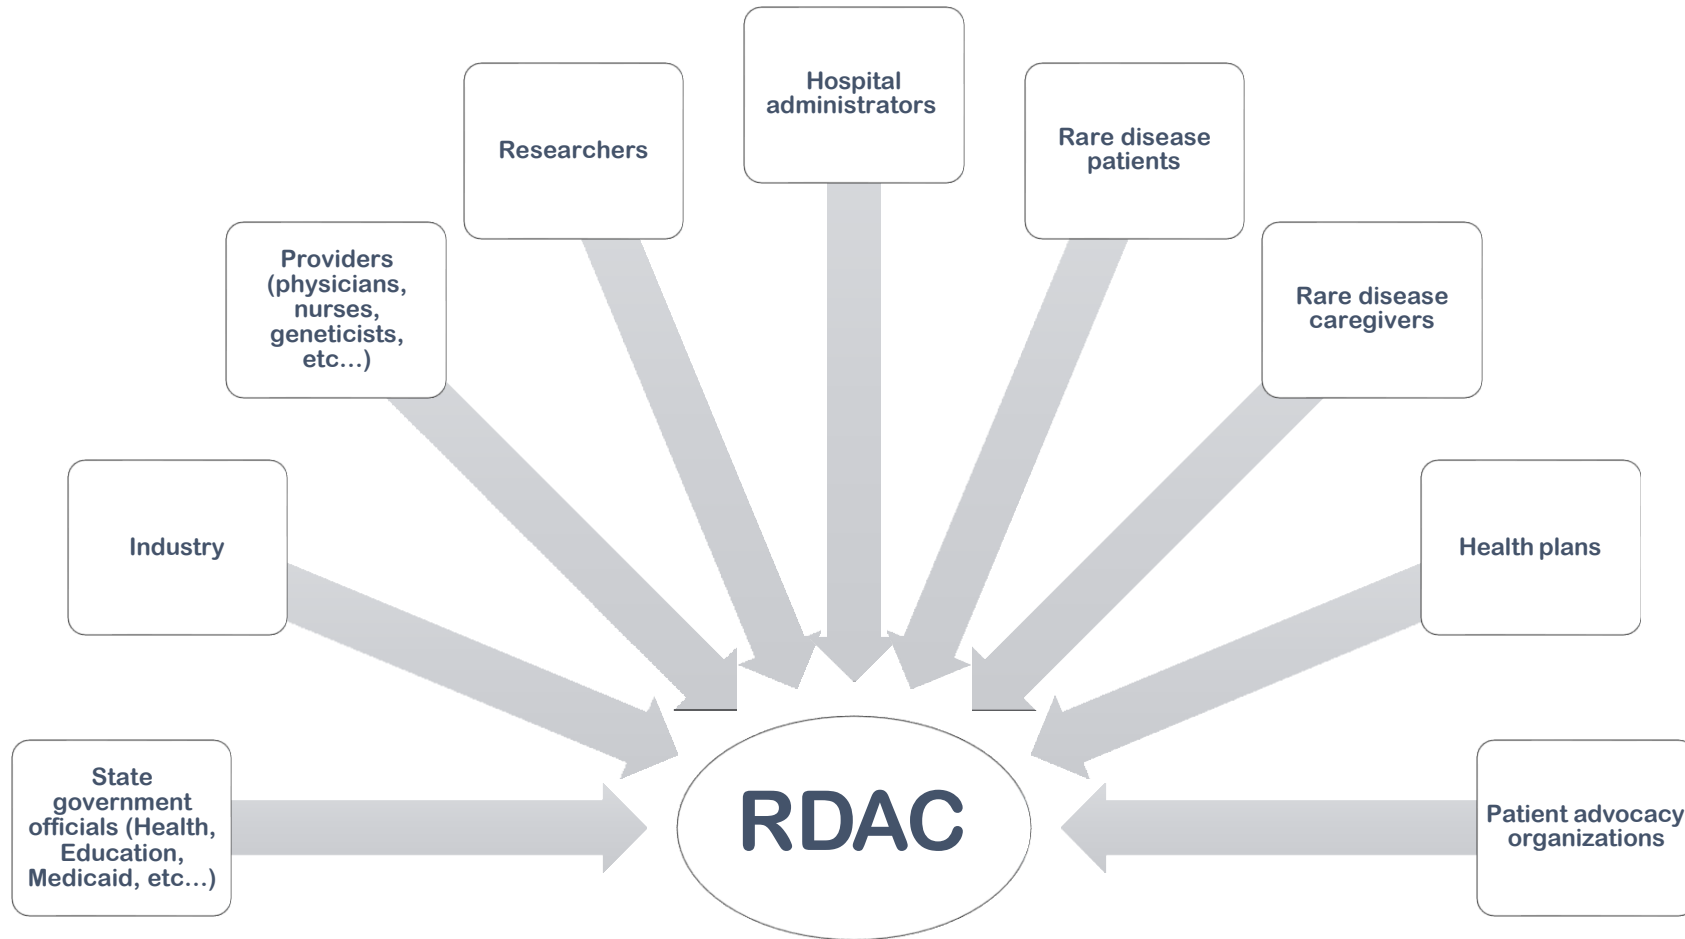 Hospital
administrators
Researchers
Rare disease
patients
Providers
(physicians,
nurses,
geneticists,
etc...)
Rare disease
caregivers
Industry
Health plans
State
government
officials (Health,
Education,
Medicaid, etc...)
RDAC
Patient advocacy
organizations